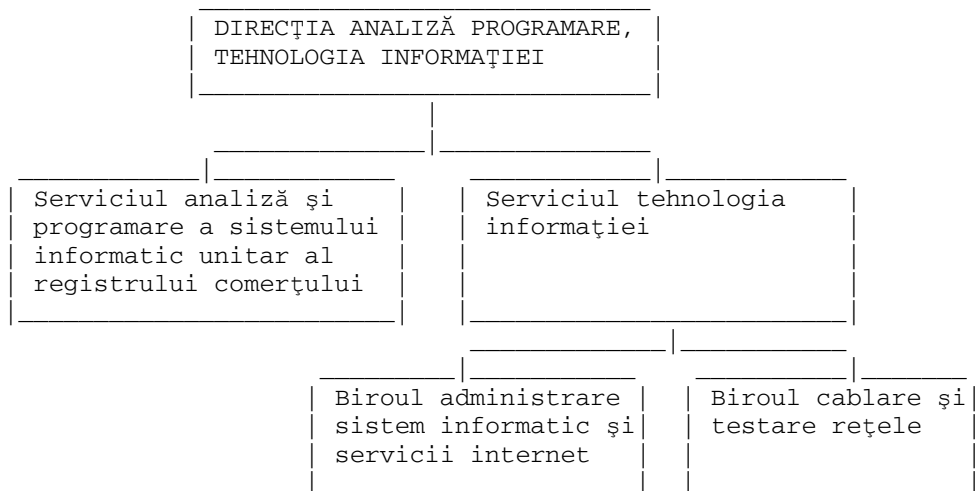 DIRECŢIA ANALIZĂ PROGRAMARE,
TEHNOLOGIA INFORMAŢIEI
Serviciul analiză şi
programare a sistemului
informatic unitar al
registrului comerţului
Serviciul tehnologia
informaţiei
Biroul administrare
sistem informatic şi
servicii internet
Biroul cablare şi
testare reţele